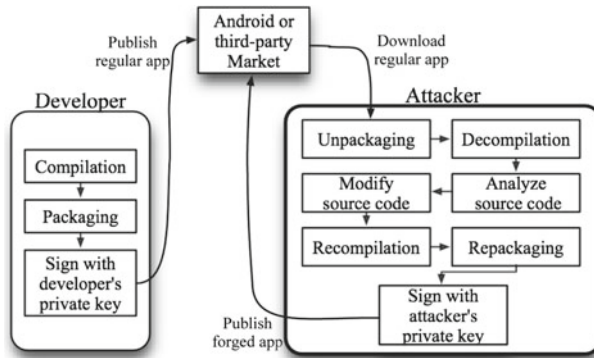 Android or
third-party
Market
Publish
regular app
Download
regular app
Developer
Compilation
Packaging
Sign with
developer's
private key
Attacker
Unpackaging
Decompilation
Modify
source code
Analyze
source code
Recompilation
Repackaging
Sign with
attacker's
private key
Publish
forged app